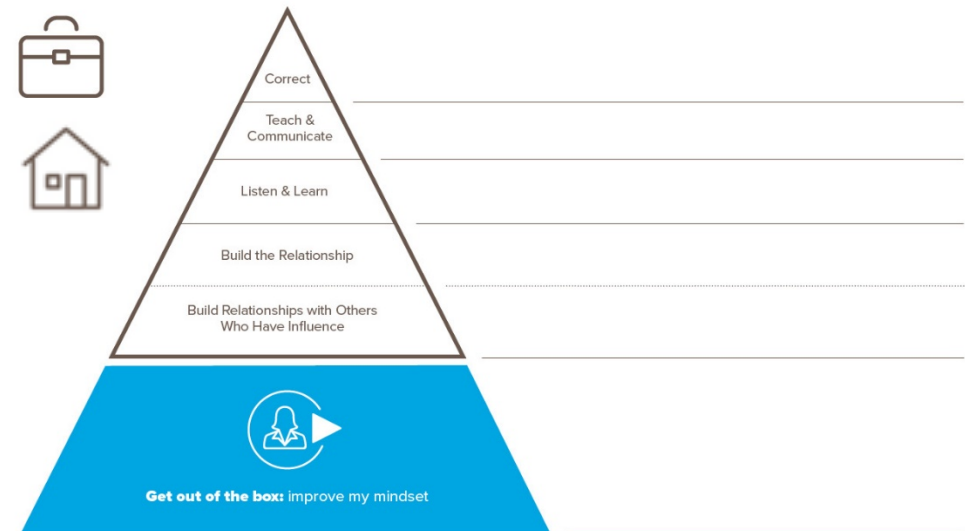 Correct
Teach &
Communicate
Listen & Learn
Build the Relationship
Build Relationships with Others
Who Have Influence
Get out of the box: improve my mindset